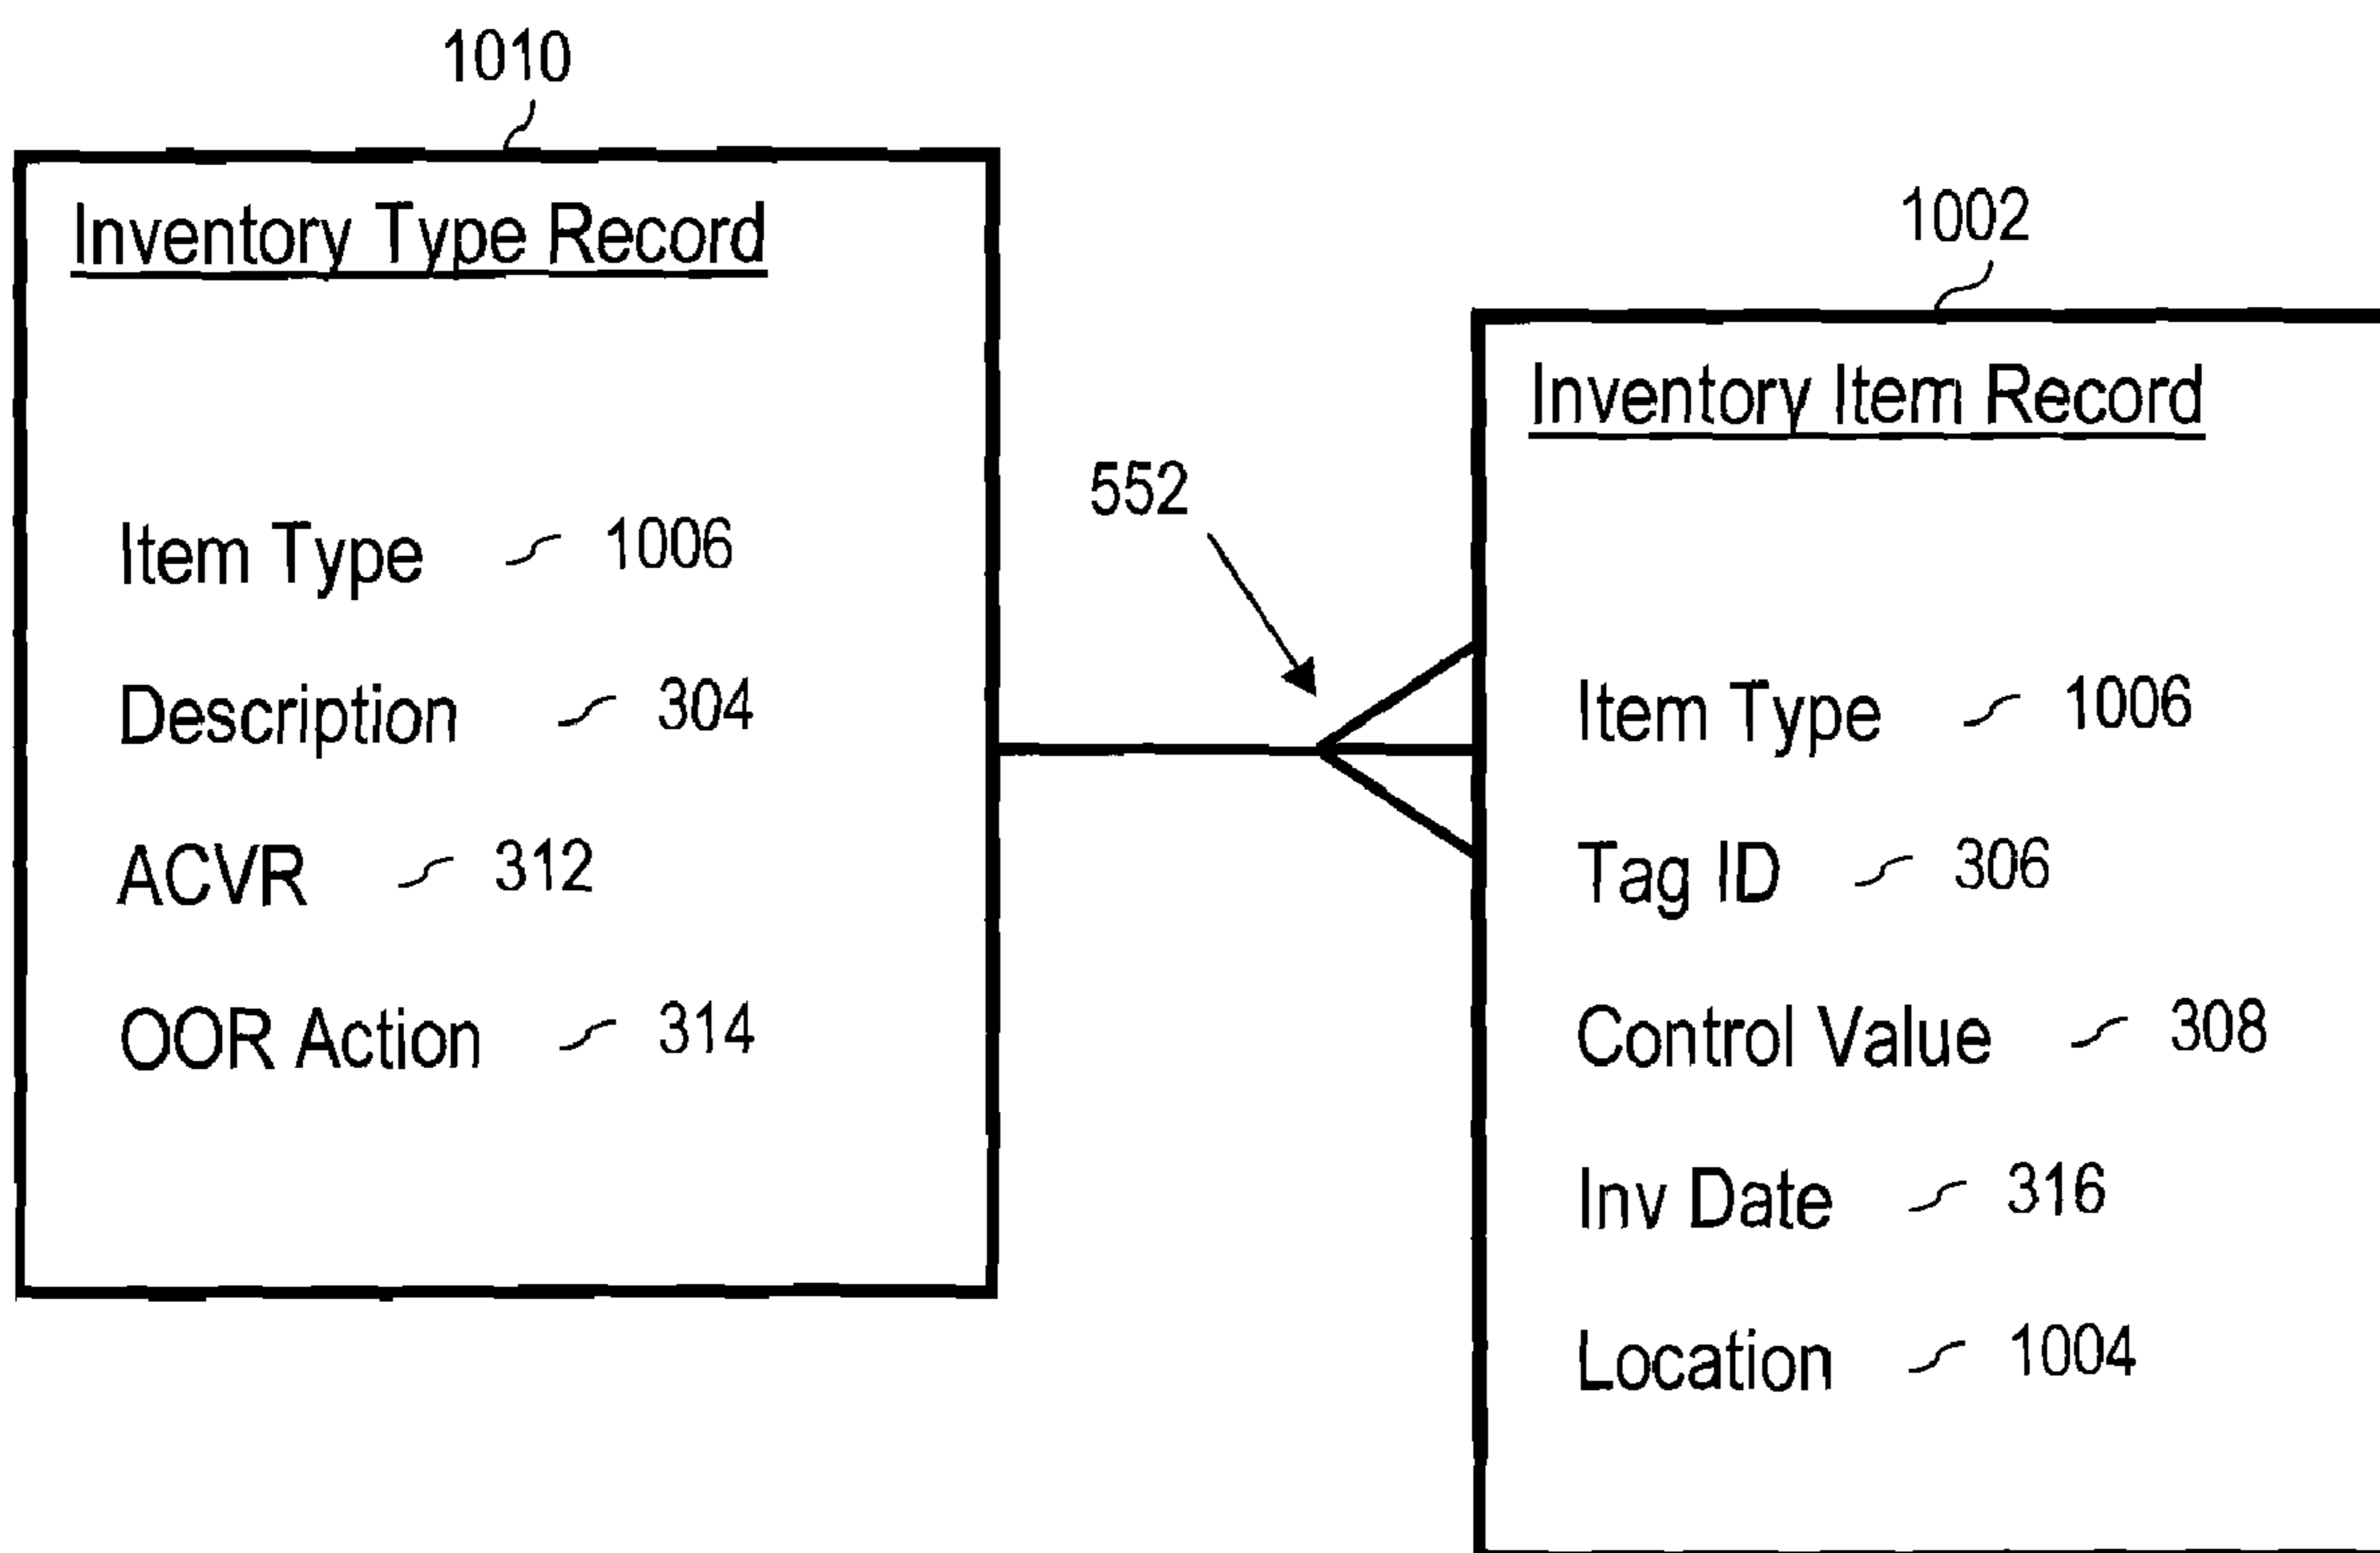 1010
Inventory Type Record
Item Type 1006
Description 304
ACVR 312
OOR Action 314
552
1002
Inventory Item Record
Item Type 1006
Tag ID 306
Control Value 308
Inv Date 316
Location 1004